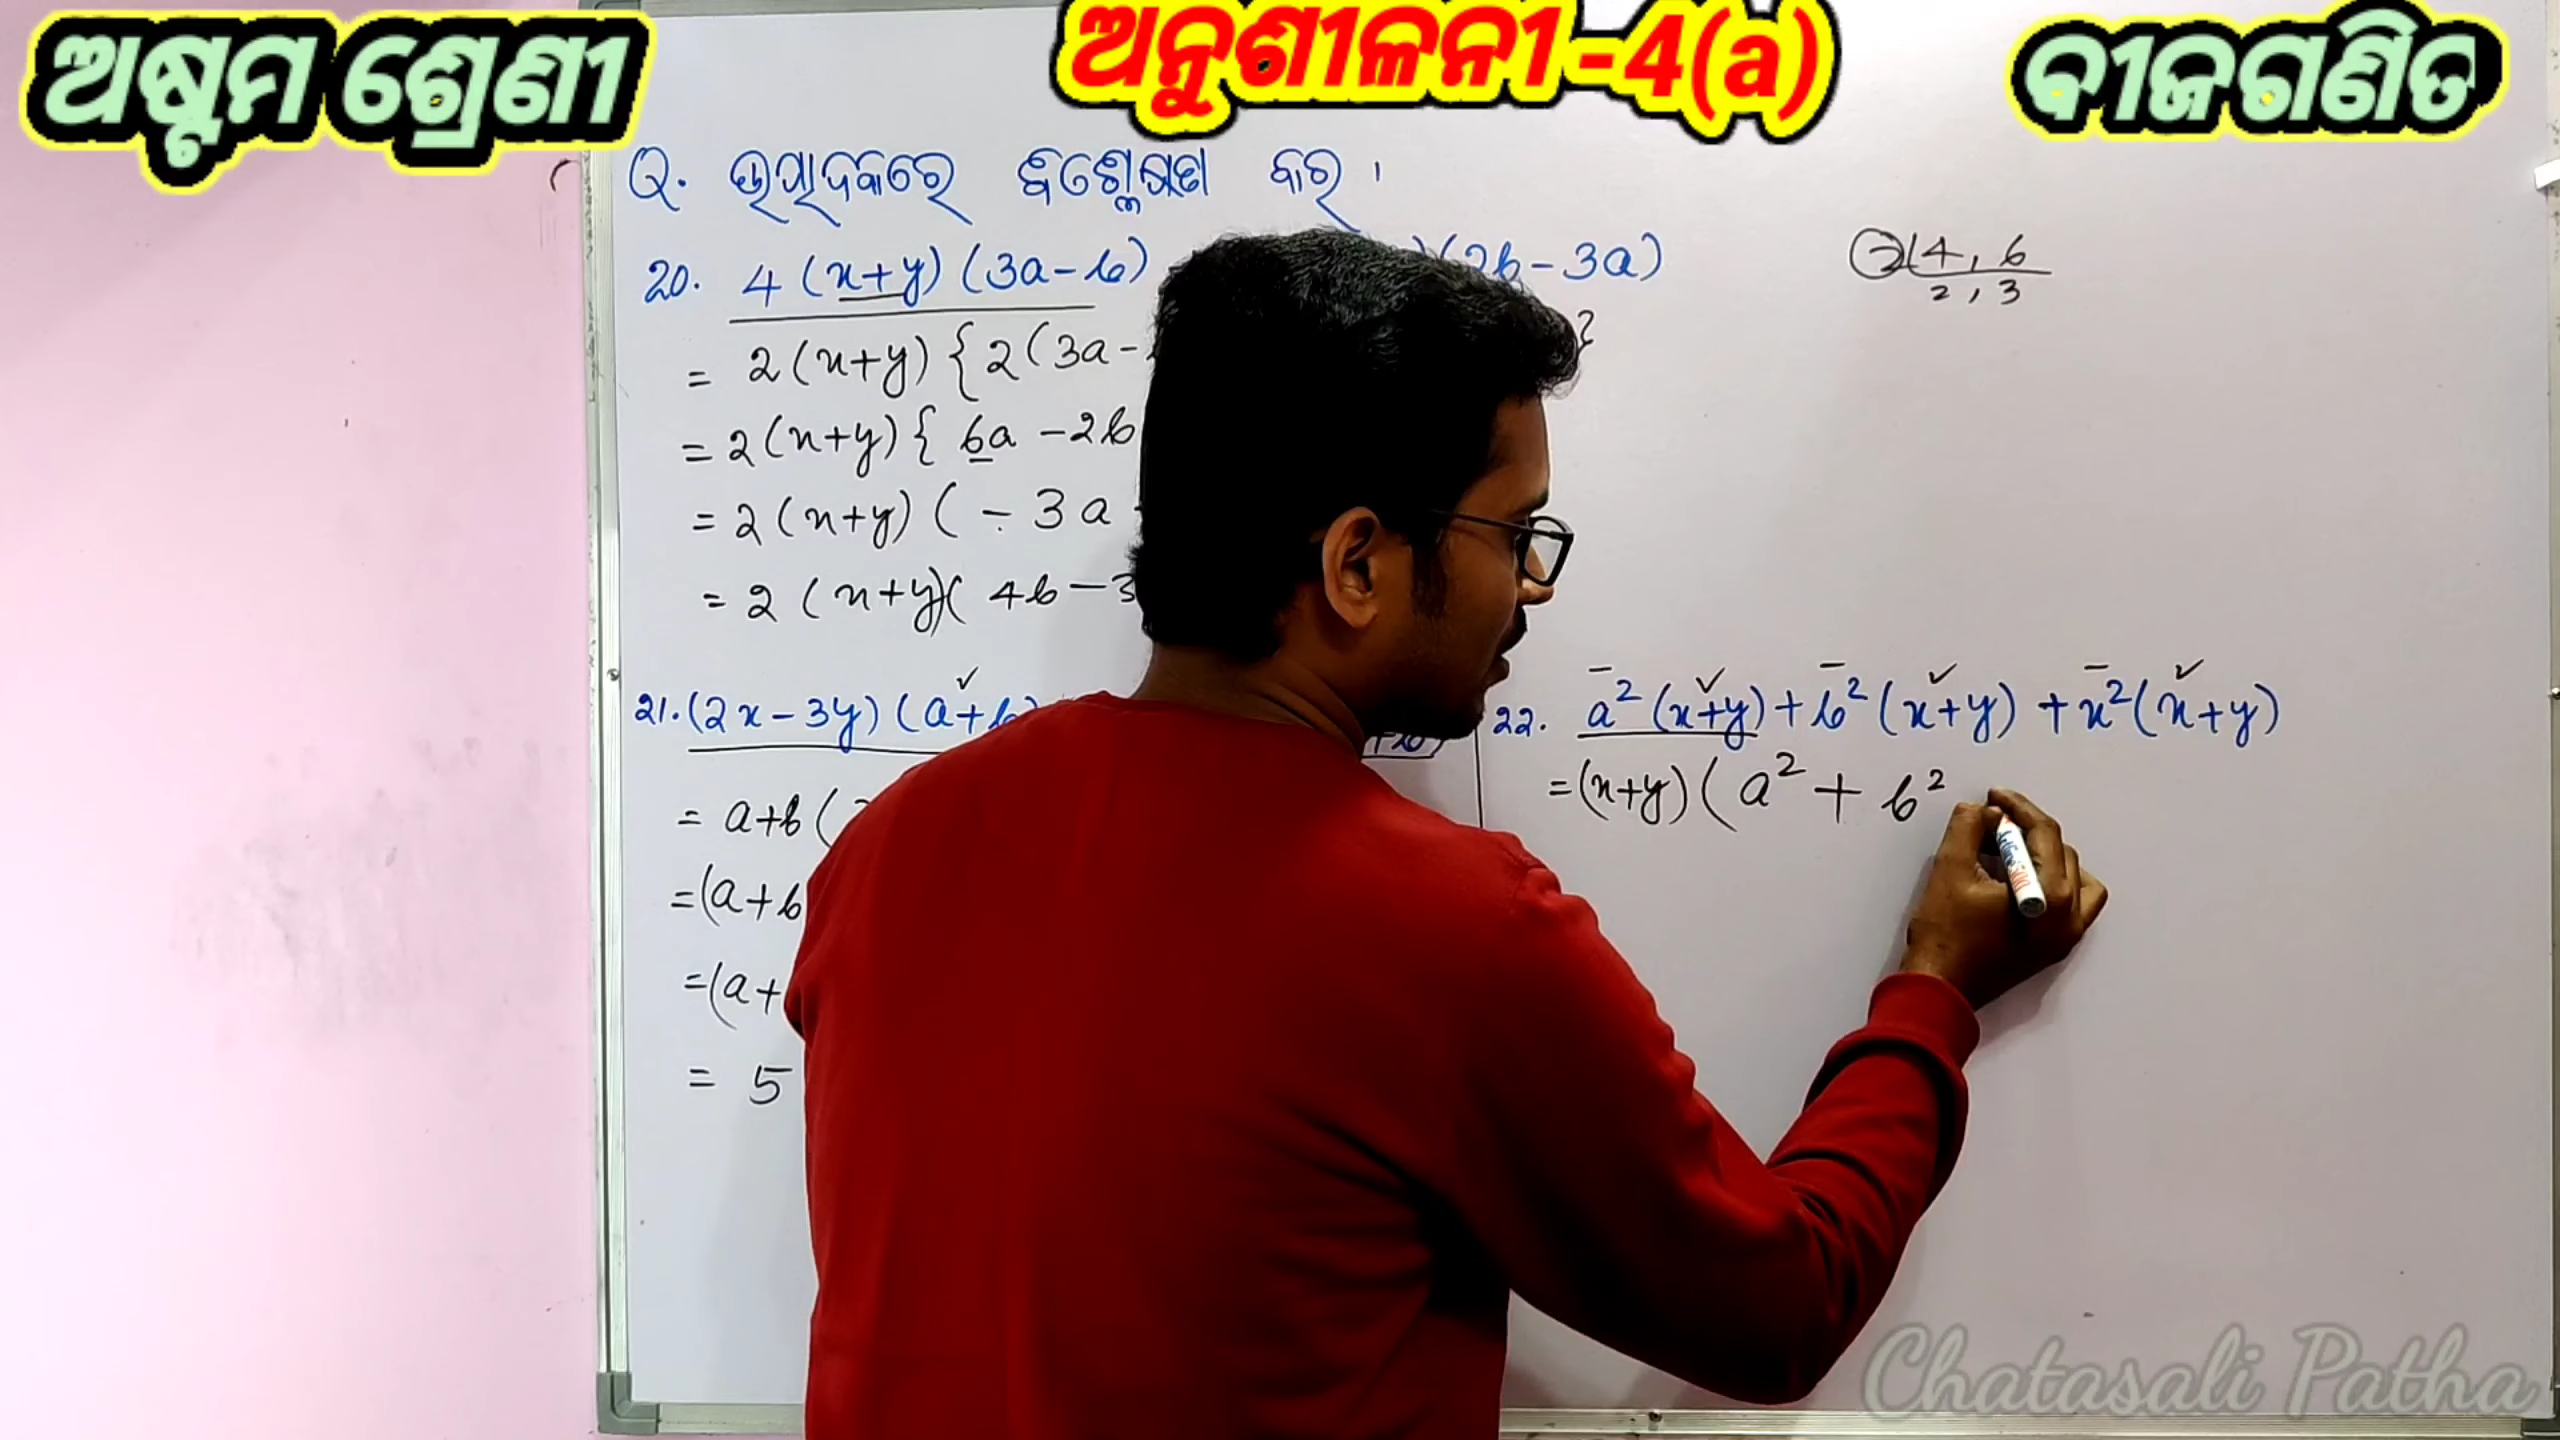 ଅଷ୍ଟମ ଶ୍ରେଣୀ ଅନୁଶୀଳନୀ-4(a) ବୀଜଗଣିତ
Q. ଉତ୍ପାଦକରେ ବିଶ୍ଳେଷଣ କର ।
20. 4 (x+y) (3a-b) (2b-3a)
2 | 4, 6
2, 3
= 2(x+y) { 2(3a- }
= 2(x+y) { 6a -2b
= 2(x+y) ( - 3a
= 2 (x+y)( 4b-3
21. (2x-3y) (a+b)
= a+b (
=(a+b
=(a+
= 5
22. a² (x+y) + b² (x+y) + x² (x+y)
=(x+y) (a² + b²
Chatasali Patha